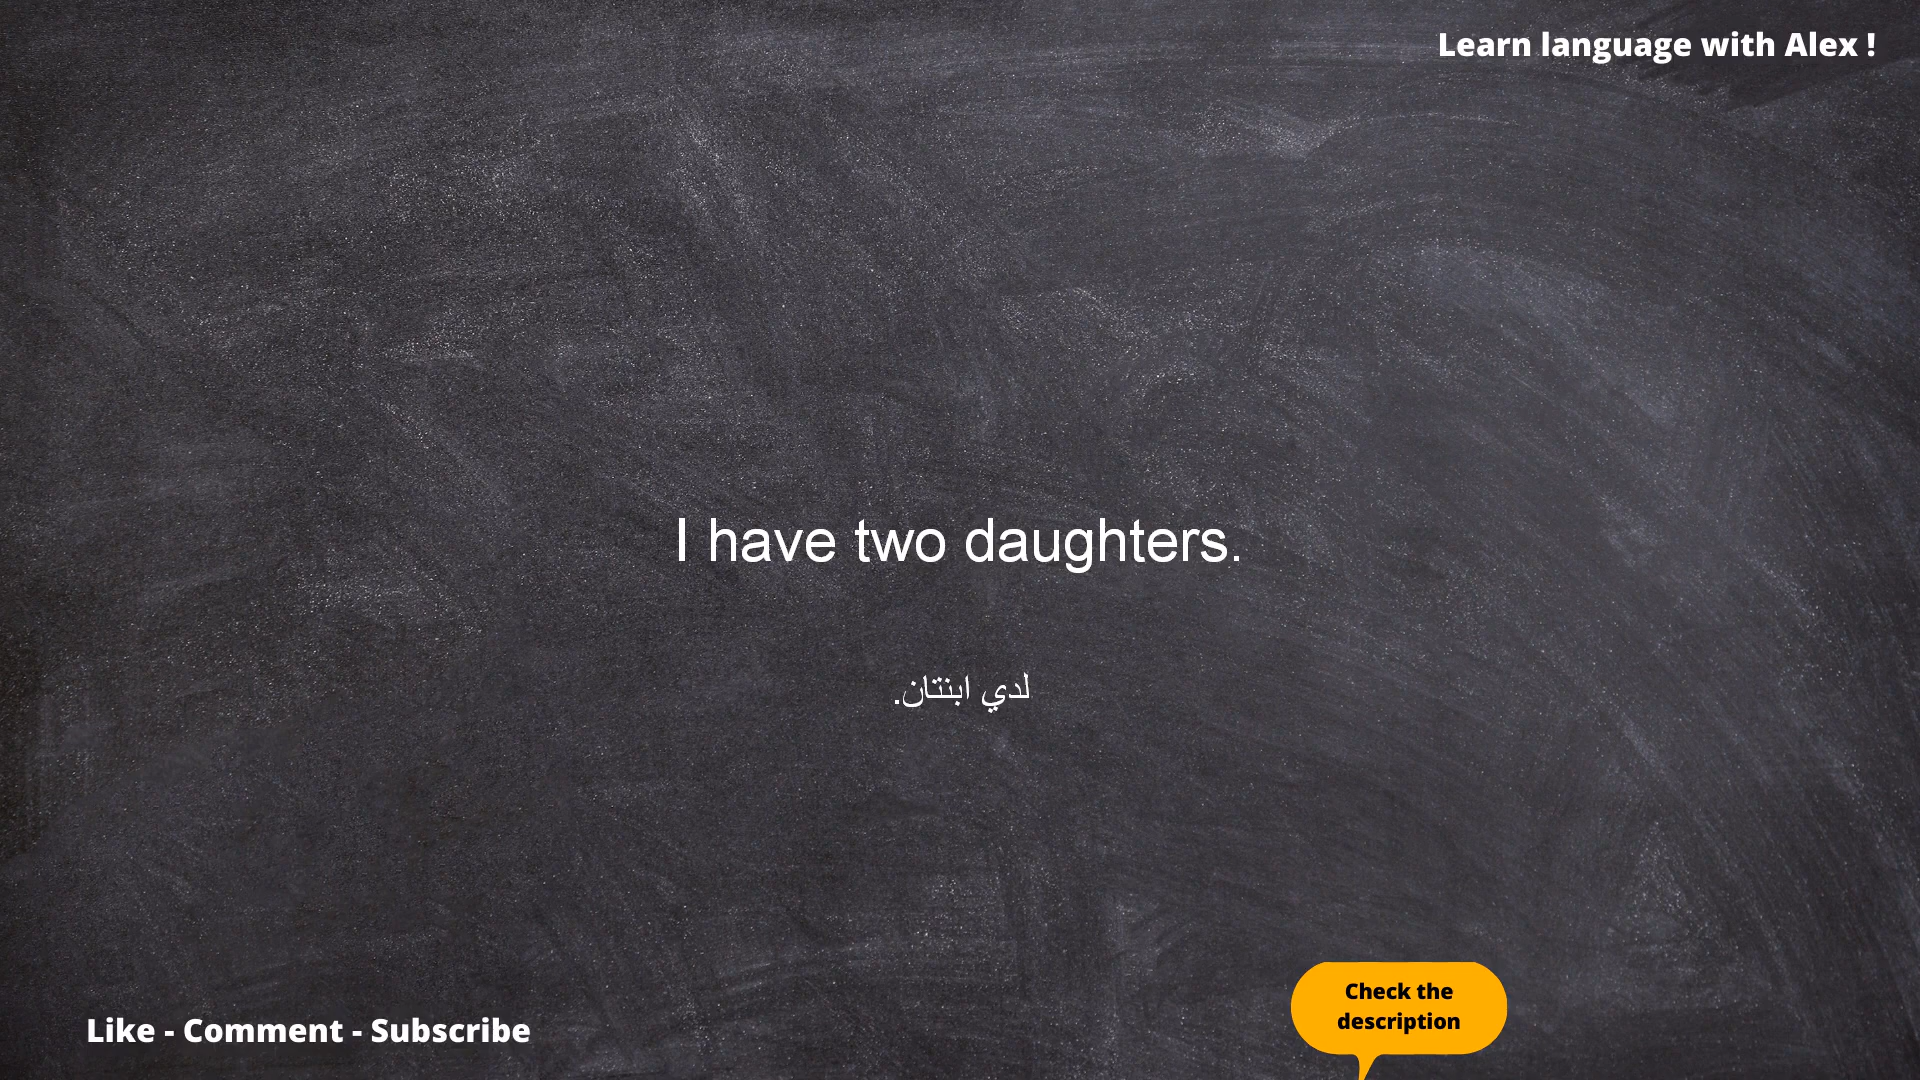 Learn language with Alex !
I have two daughters.
لدي ابنتان.
Check the
description
Like - Comment - Subscribe